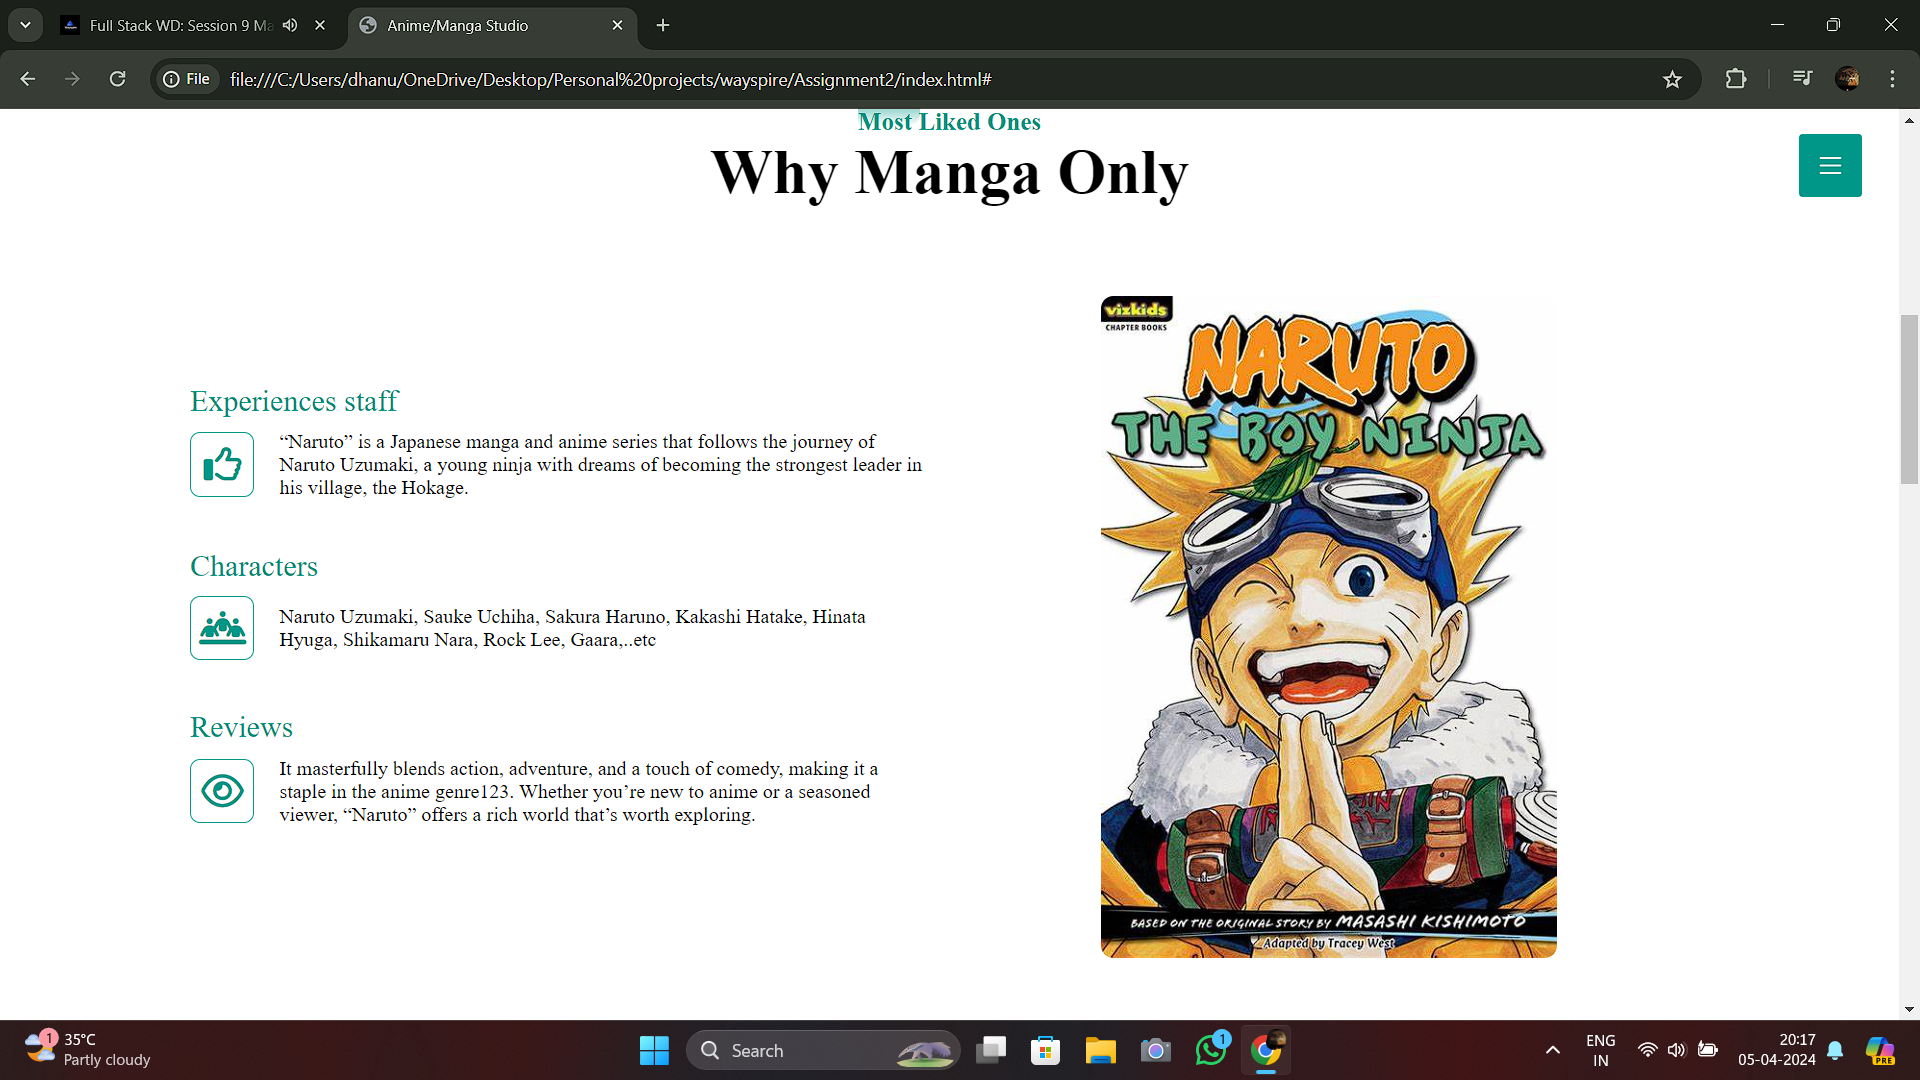 Full Stack WD: Session 9 Ma
Anime/Manga Studio
File
file:///C:/Users/dhanu/OneDrive/Desktop/Personal%20projects/wayspire/Assignment2/index.html#
Most Liked Ones
Why Manga Only
Experiences staff
“Naruto” is a Japanese manga and anime series that follows the journey of
Naruto Uzumaki, a young ninja with dreams of becoming the strongest leader in
his village, the Hokage.
Characters
Naruto Uzumaki, Sauke Uchiha, Sakura Haruno, Kakashi Hatake, Hinata
Hyuga, Shikamaru Nara, Rock Lee, Gaara,..etc
Reviews
It masterfully blends action, adventure, and a touch of comedy, making it a
staple in the anime genre123. Whether you’re new to anime or a seasoned
viewer, “Naruto” offers a rich world that’s worth exploring.
vizkids
CHAPTER BOOKS
NARUTO
THE BOY NINJA
BASED ON THE ORIGINAL STORY BY MASASHI KISHIMOTO
Adapted by Tracey West
1
35°C
Partly cloudy
Search
1
ENG
IN
20:17
05-04-2024
PRE